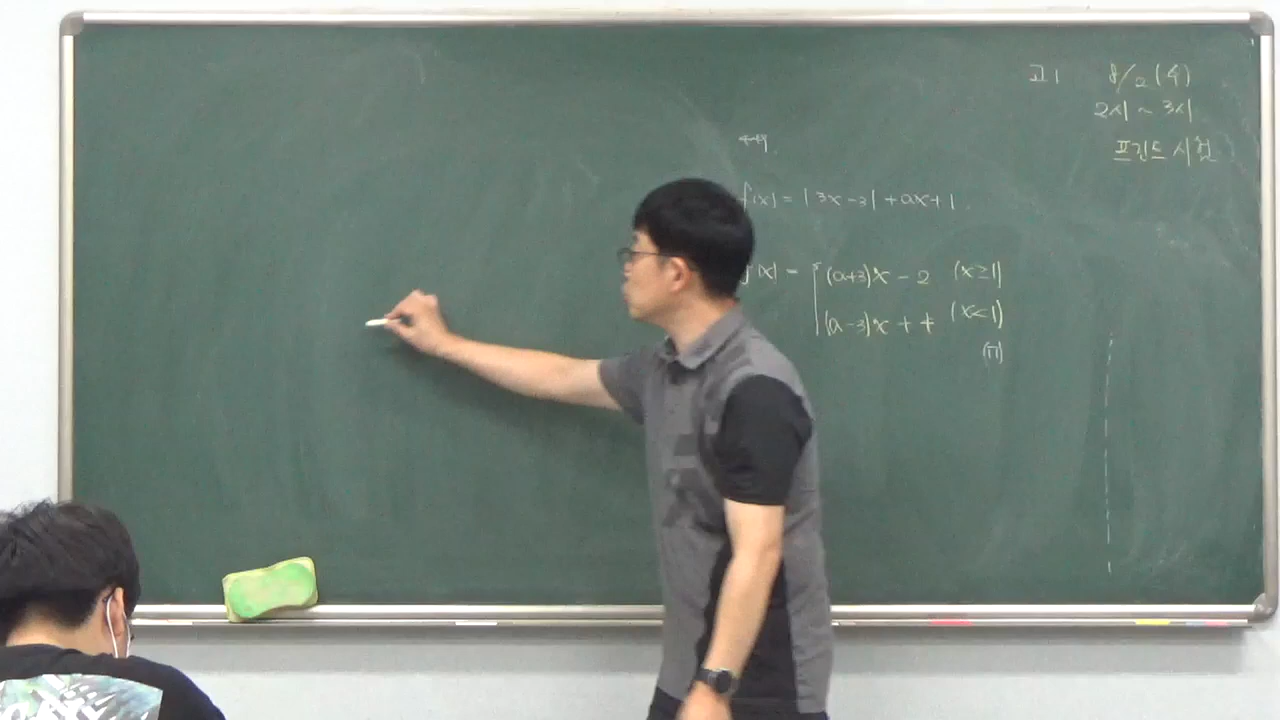 고1 8/2 (수)
2시 ~ 3시
프린트 시험
f(x) = |3x-3| + ax+1
f(x) = { (a+3)x - 2 (x≥1)
(a-3)x + 4 (x<1)